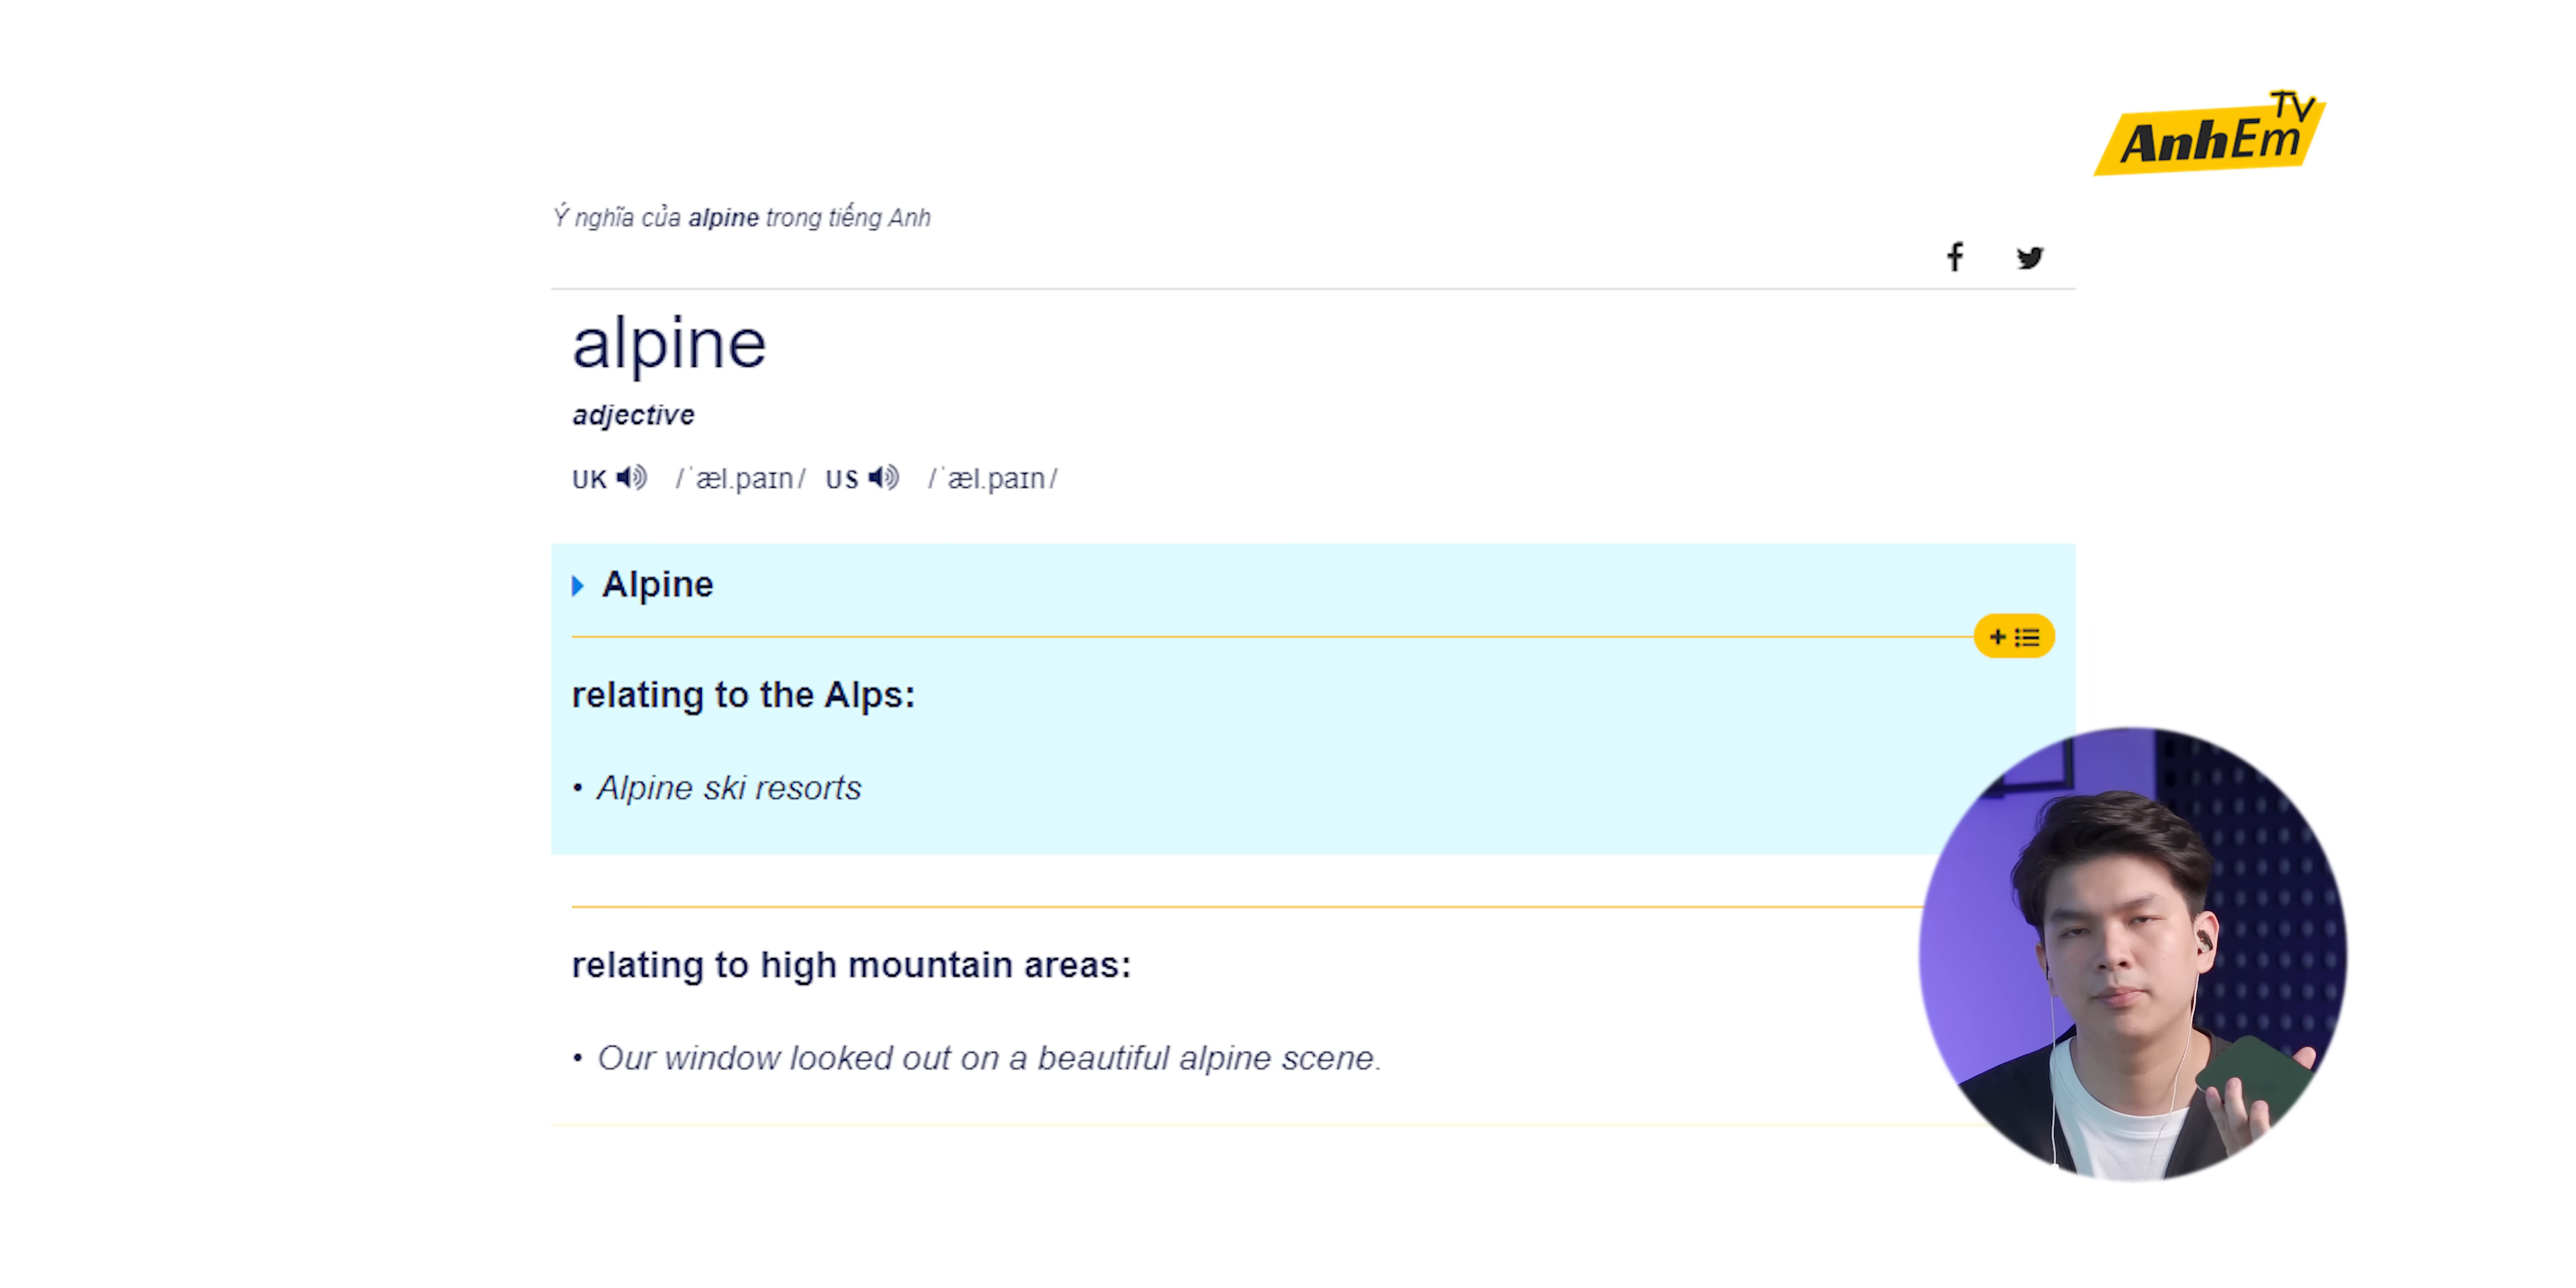 AnhEm TV
Ý nghĩa của alpine trong tiếng Anh
alpine
adjective
UK /ˈæl.paɪn/ US /ˈæl.paɪn/
Alpine
relating to the Alps:
• Alpine ski resorts
relating to high mountain areas:
• Our window looked out on a beautiful alpine scene.